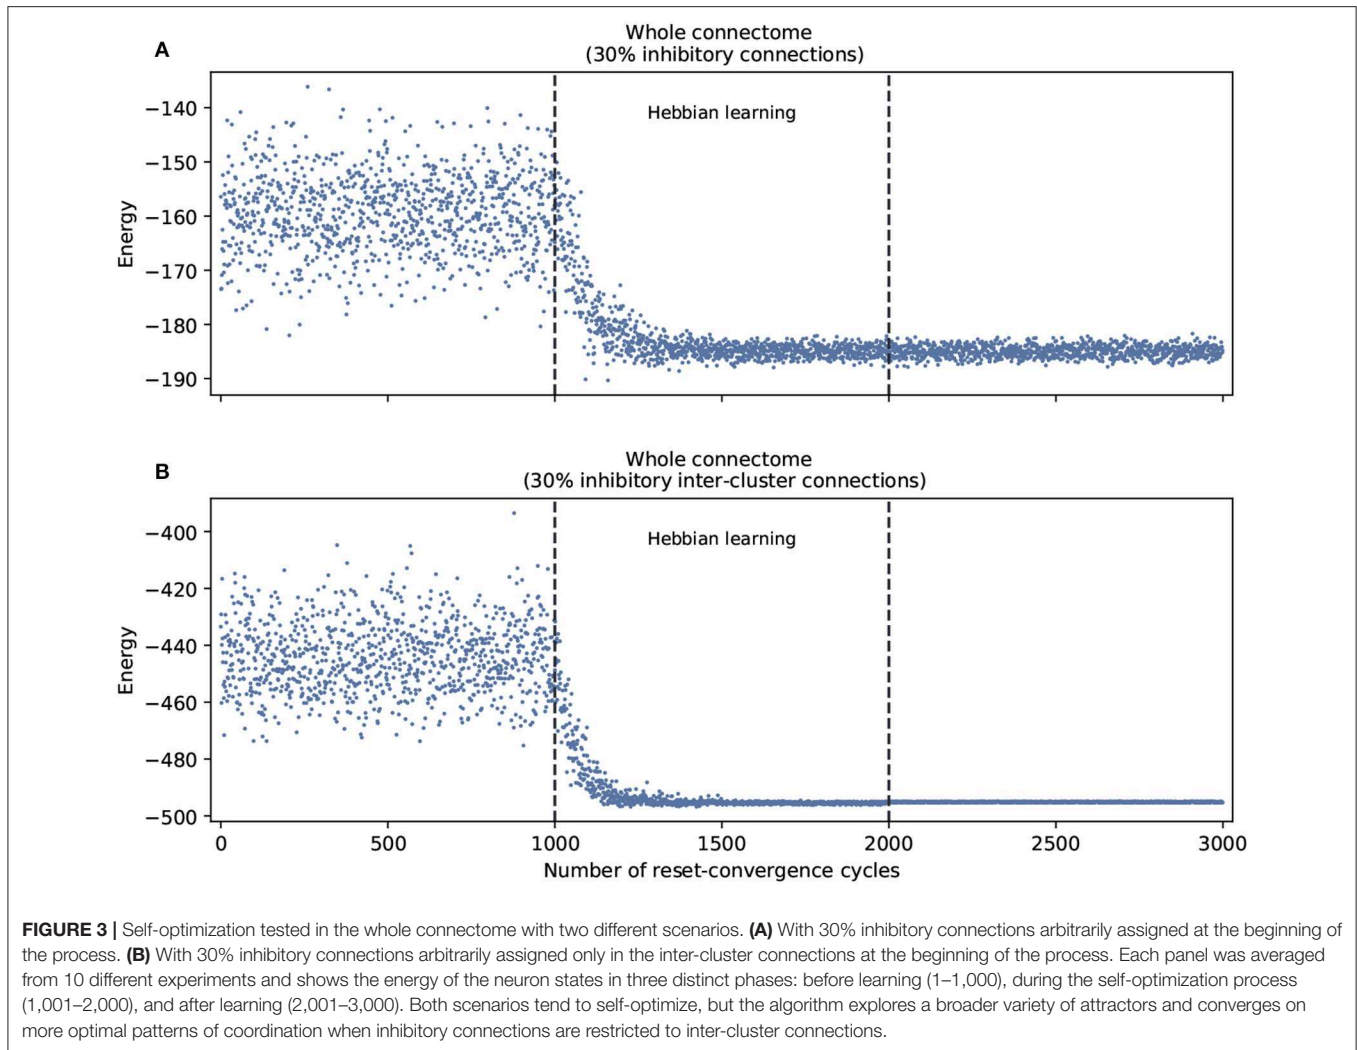 A
Whole connectome
(30% inhibitory connections)
Hebbian learning
Energy
−140
−150
−160
−170
−180
−190
B
Whole connectome
(30% inhibitory inter-cluster connections)
Hebbian learning
Energy
−400
−420
−440
−460
−480
−500
0 500 1000 1500 2000 2500 3000
Number of reset-convergence cycles
FIGURE 3 | Self-optimization tested in the whole connectome with two different scenarios. (A) With 30% inhibitory connections arbitrarily assigned at the beginning of
the process. (B) With 30% inhibitory connections arbitrarily assigned only in the inter-cluster connections at the beginning of the process. Each panel was averaged
from 10 different experiments and shows the energy of the neuron states in three distinct phases: before learning (1–1,000), during the self-optimization process
(1,001–2,000), and after learning (2,001–3,000). Both scenarios tend to self-optimize, but the algorithm explores a broader variety of attractors and converges on
more optimal patterns of coordination when inhibitory connections are restricted to inter-cluster connections.